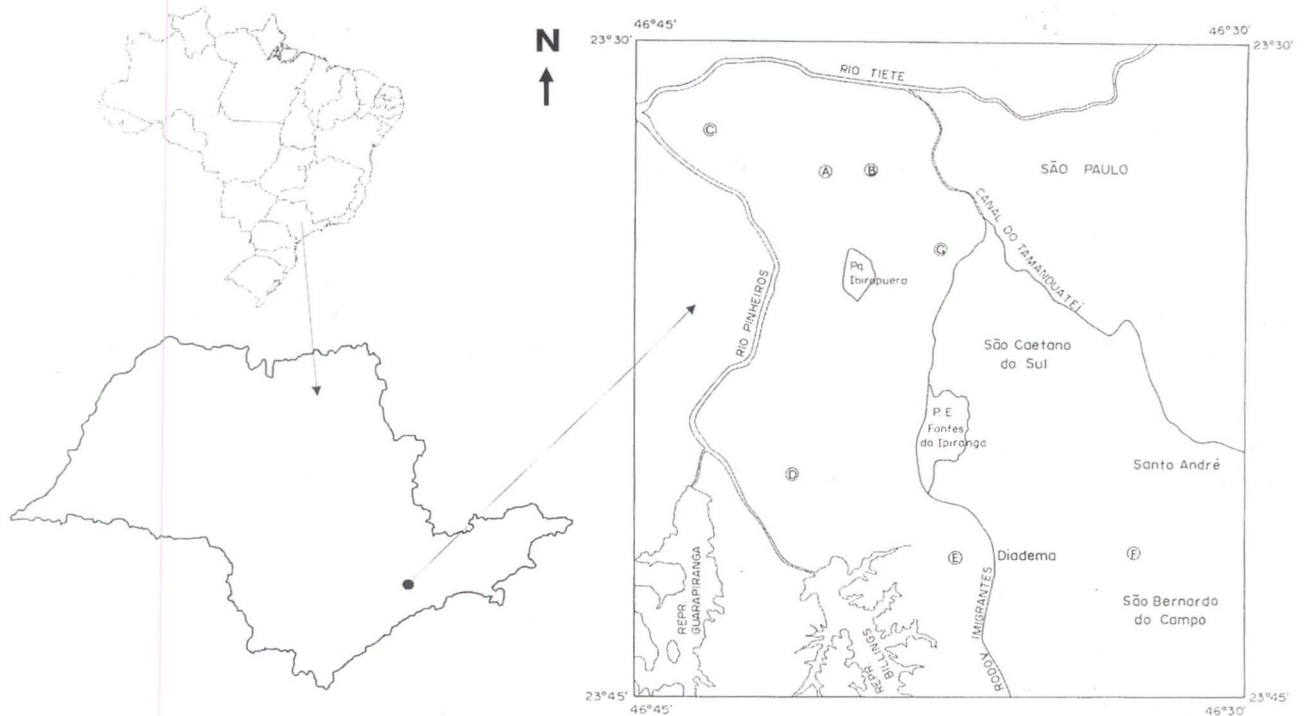 N
46°45'
46°30'
23°30'
23°30'
RIO TIETE
C
A
B
SÃO PAULO
CANAL DO TAMANDUATEÍ
G
Pq.
Ibirapuera
RIO PINHEIROS
São Caetano
do Sul
P. E.
Fontes
do Ipiranga
Santo André
D
E
Diadema
F
REPR.
GUARAPIRANGA
REPR.
BILLINGS
RODOV. IMIGRANTES
São Bernardo
do Campo
23°45'
23°45'
46°45'
46°30'